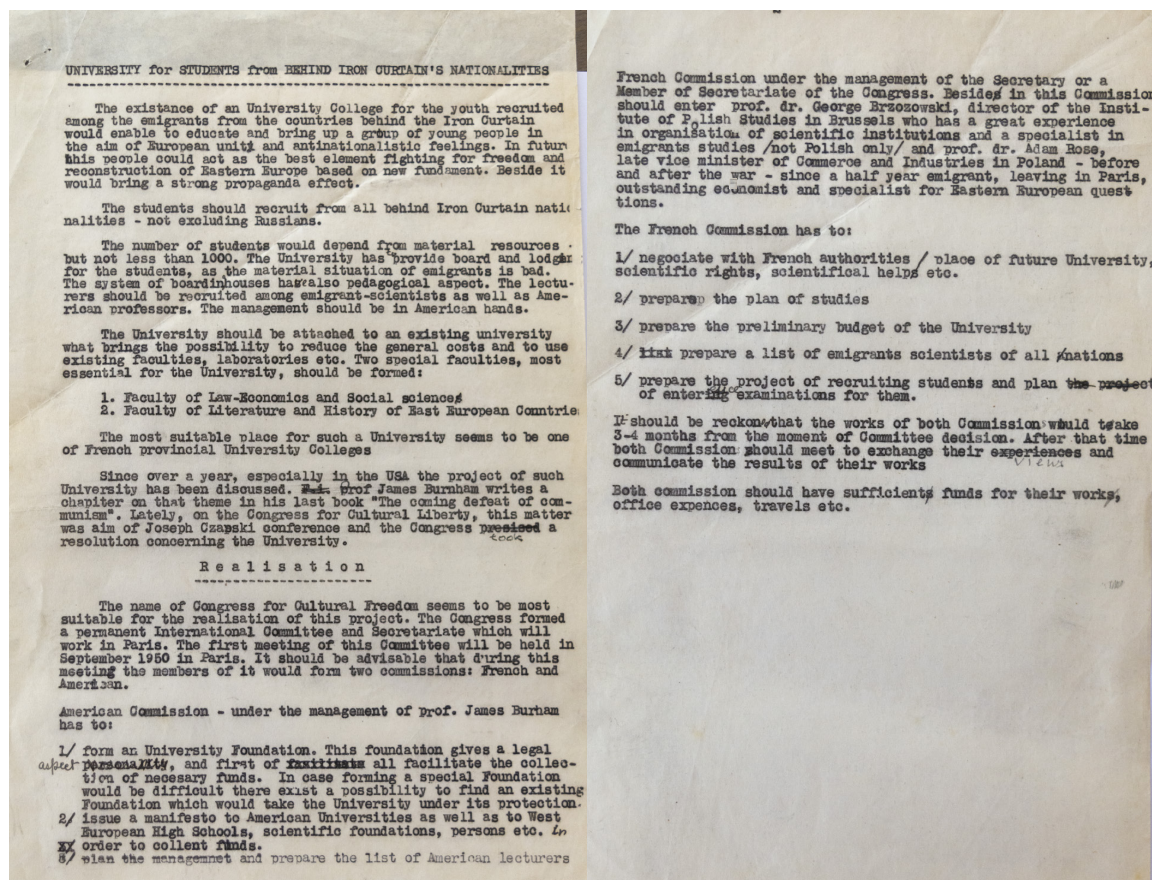 UNIVERSITY for STUDENTS from BEHIND IRON CURTAIN'S NATIONALITIES
The existance of an University College for the youth recruited
among the emigrants from the countries behind the Iron Curtain
would enable to educate and bring up a group of young people in
the aim of European unity and antinationalistic feelings. In futur
this people could act as the best element fighting for freedom and
reconstruction of Eastern Europe based on new fundament. Beside it
would bring a strong propaganda effect.
The students should recruit from all behind Iron Curtain natio
nalities - not excluding Russians.
The number of students would depend from material resources -
but not less than 1000. The University has provide board and lodgin
for the students, as the material situation of emigrants is bad.
The system of boardinhouses has also pedagogical aspect. The lectu-
rers should be recruited among emigrant-scientists as well as Ame-
rican professors. The management should be in American hands.
The University should be attached to an existing university
what brings the possibility to reduce the general costs and to use
existing faculties, laboratories etc. Two special faculties, most
essential for the University, should be formed:
1. Faculty of Law-Economics and Social sciences
2. Faculty of Literature and History of East European Countrie
The most suitable place for such a University seems to be one
of French provincial University Colleges
Since over a year, especially in the USA the project of such
University has been discussed. prof James Burnham writes a
chapter on that theme in his last book "The coming defeat of com-
munism". Lately, on the Congress for Cultural Liberty, this matter
was aim of Joseph Czapski conference and the Congress precised a
took
resolution concerning the University.
Realisation
The name of Congress for Cultural Freedom seems to be most
suitable for the realisation of this project. The Congress formed
a permanent International Committee and Secretariate which will
work in Paris. The first meeting of this Committee will be held in
September 1950 in Paris. It should be advisable that during this
meeting the members of it would form two commissions: French and
American.
American Commission - under the management of prof. James Burham
has to:
1/ form an University Foundation. This foundation gives a legal
aspect personality, and first of facilitate all facilitate the collec-
tion of necesary funds. In case forming a special Foundation
would be difficult there exist a possibility to find an existing
Foundation which would take the University under its protection.
2/ issue a manifesto to American Universities as well as to West
European High Schools, scientific foundations, persons etc. In
order to collent funds.
3/ plan the managemnet and prepare the list of American lecturers
French Commission under the management of the Secretary or a
Member of Secretariate of the Congress. Besides in this Commission
should enter prof. dr. George Brzozowski, director of the Insti-
tute of Polish Studies in Brussels who has a great experience
in organisation of scientific institutions and a specialist in
emigrants studies /not Polish only/ and prof. dr. Adam Rose,
late vice minister of Commerce and Industries in Poland - before
and after the war - since a half year emigrant, leaving in Paris,
outstanding economist and specialist for Eastern European quest
tions.
The French Commission has to:
1/ negociate with French authorities / place of future University,
scientific rights, scientifical helps etc.
2/ prepare the plan of studies
3/ prepare the preliminary budget of the University
4/ list prepare a list of emigrants scientists of all nations
5/ prepare the project of recruiting students and plan the project
of entering examinations for them.
It should be reckon that the works of both Commission would take
3-4 months from the moment of Committee decision. After that time
both Commission should meet to exchange their experiences and
views
communicate the results of their works
Both commission should have sufficient funds for their works,
office expences, travels etc.